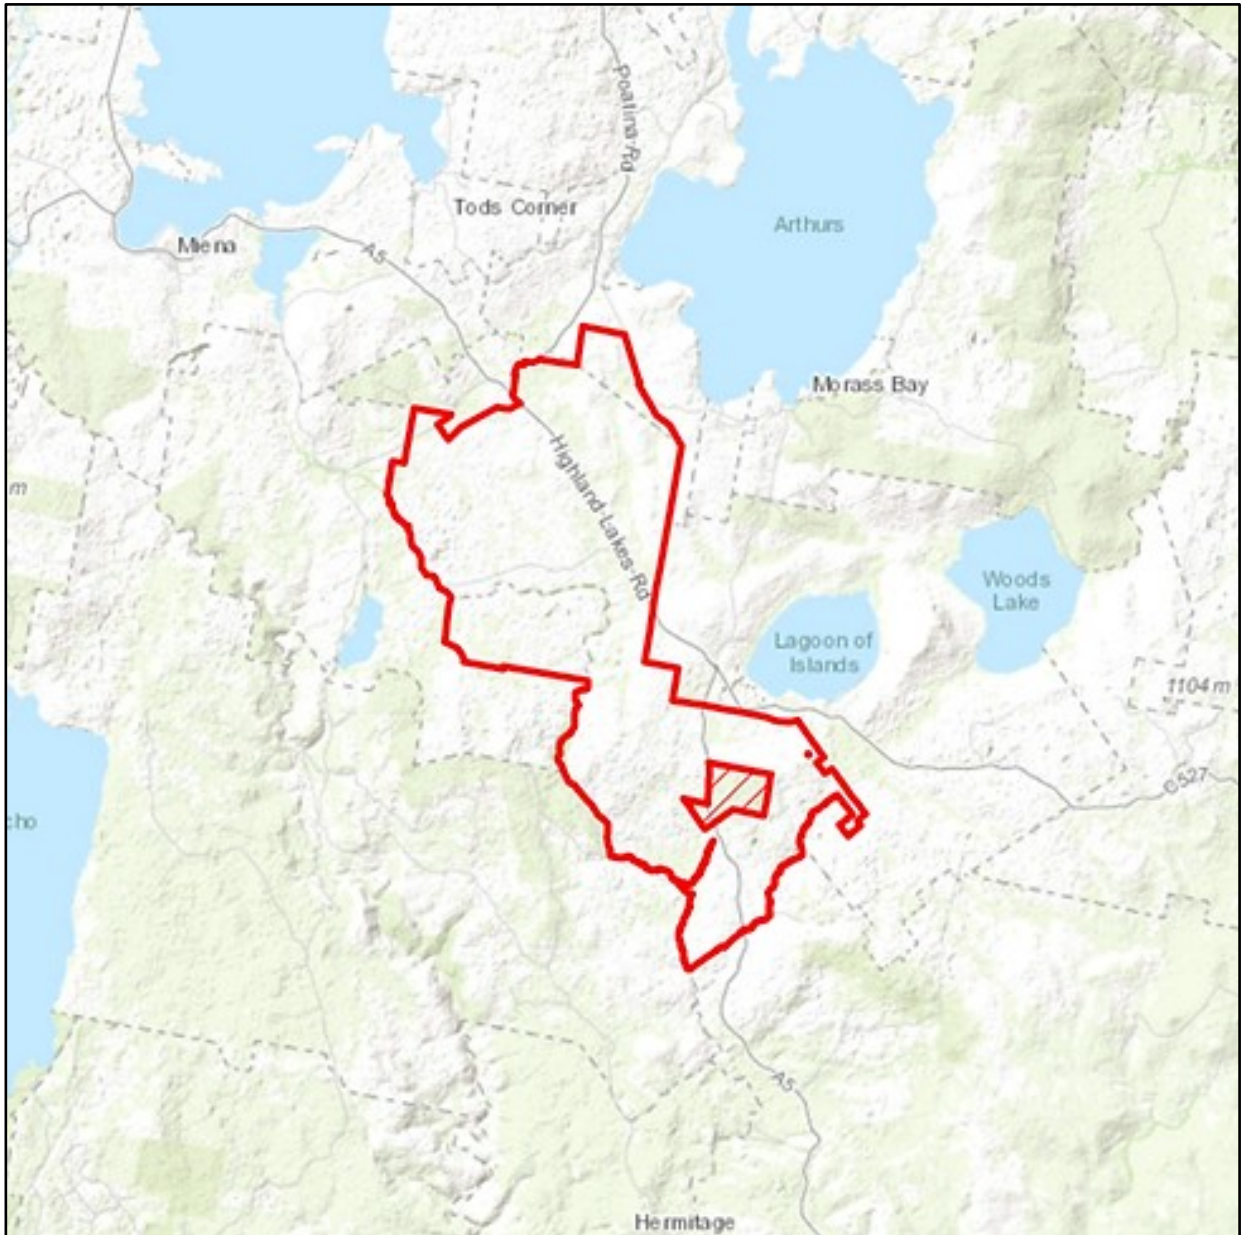 Poatina Rd
Tods Corner
Arthurs
Miena
A5
Morass Bay
Highland Lakes Rd
m
Woods
Lake
Lagoon of
Islands
1104 m
C527
cho
A5
Hermitage